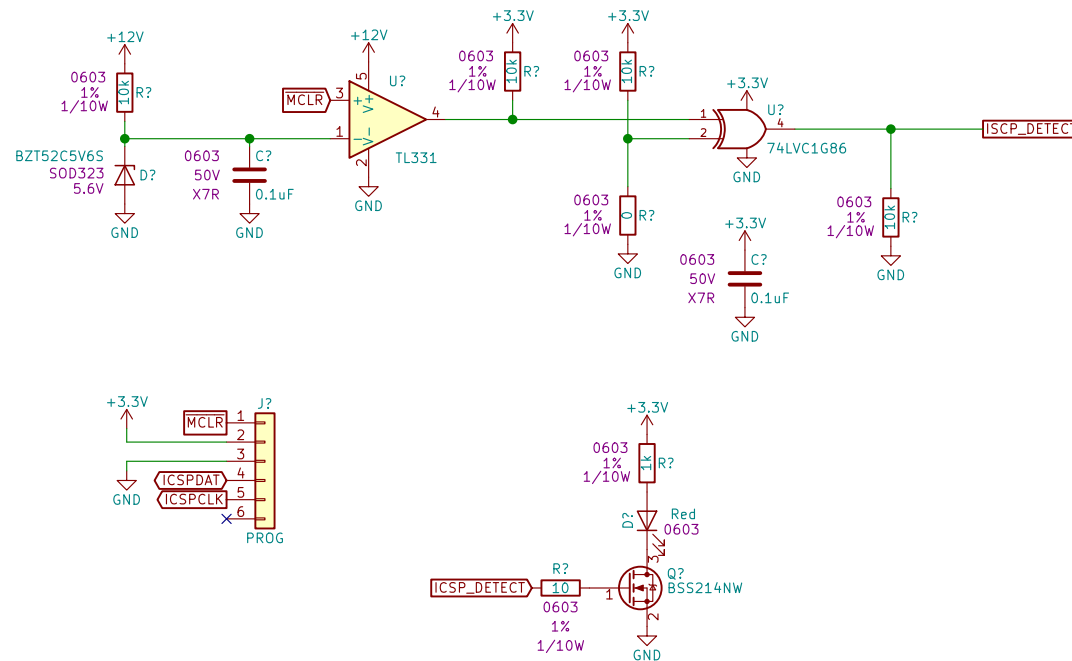 +12V
0603
1%
1/10W
10k
R?
BZT52C5V6S
SOD323
5.6V
D?
GND
0603
50V
X7R
C?
0.1uF
GND
+12V
MCLR
3
1
5
2
4
+
V+
V-
U?
TL331
GND
+3.3V
0603
1%
1/10W
10k
R?
+3.3V
0603
1%
1/10W
10k
R?
0603
1%
1/10W
0
R?
GND
+3.3V
U?
1
2
4
74LVC1G86
GND
+3.3V
0603
50V
X7R
C?
0.1uF
GND
ISCP_DETECT
0603
1%
1/10W
10k
R?
GND
+3.3V
GND
J?
MCLR 1
2
3
ICSPDAT 4
ICSPCLK 5
6
PROG
+3.3V
0603
1%
1/10W
1k
R?
D?
Red
0603
ICSP_DETECT
R?
10
0603
1%
1/10W
1
3
2
Q?
BSS214NW
GND